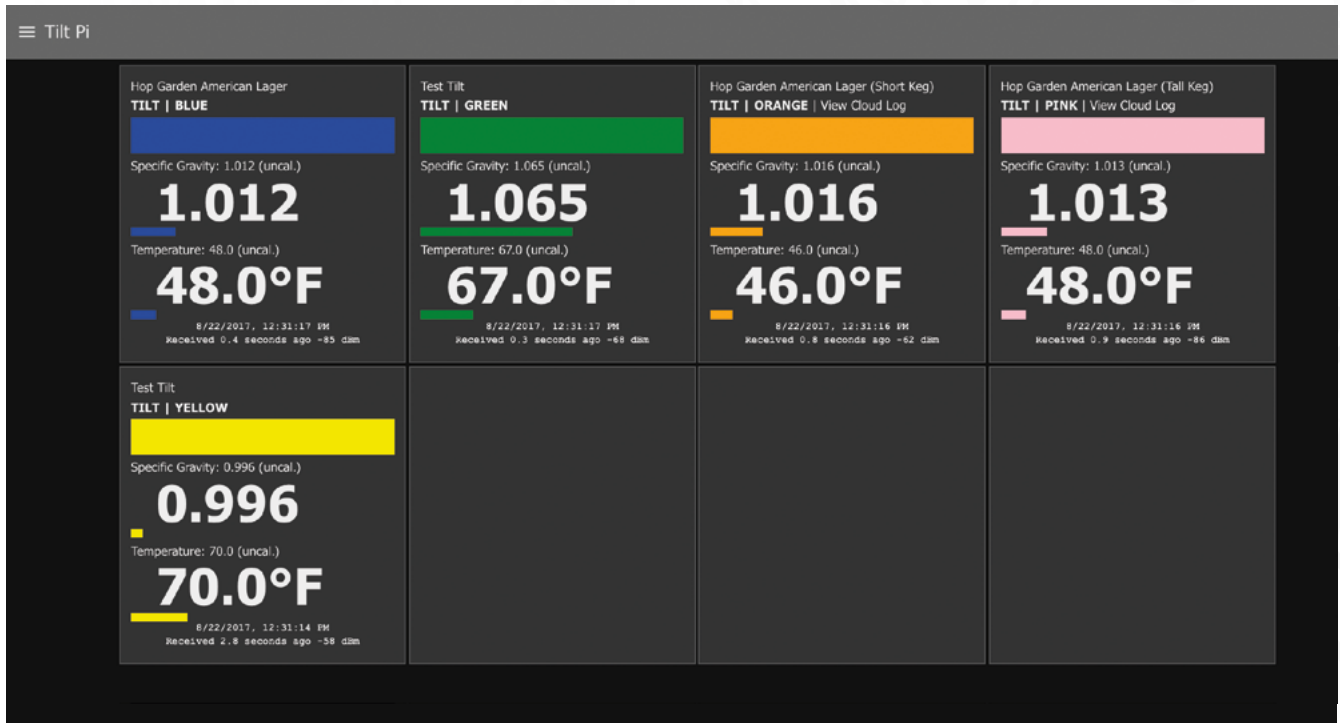 Tilt Pi
Hop Garden American Lager
TILT | BLUE
Specific Gravity: 1.012 (uncal.)
1.012
Temperature: 48.0 (uncal.)
48.0°F
8/22/2017, 12:31:17 PM
Received 0.4 seconds ago -85 dBm
Test Tilt
TILT | GREEN
Specific Gravity: 1.065 (uncal.)
1.065
Temperature: 67.0 (uncal.)
67.0°F
8/22/2017, 12:31:17 PM
Received 0.3 seconds ago -68 dBm
Hop Garden American Lager (Short Keg)
TILT | ORANGE | View Cloud Log
Specific Gravity: 1.016 (uncal.)
1.016
Temperature: 46.0 (uncal.)
46.0°F
8/22/2017, 12:31:16 PM
Received 0.8 seconds ago -62 dBm
Hop Garden American Lager (Tall Keg)
TILT | PINK | View Cloud Log
Specific Gravity: 1.013 (uncal.)
1.013
Temperature: 48.0 (uncal.)
48.0°F
8/22/2017, 12:31:16 PM
Received 0.9 seconds ago -86 dBm
Test Tilt
TILT | YELLOW
Specific Gravity: 0.996 (uncal.)
0.996
Temperature: 70.0 (uncal.)
70.0°F
8/22/2017, 12:31:14 PM
Received 2.8 seconds ago -58 dBm